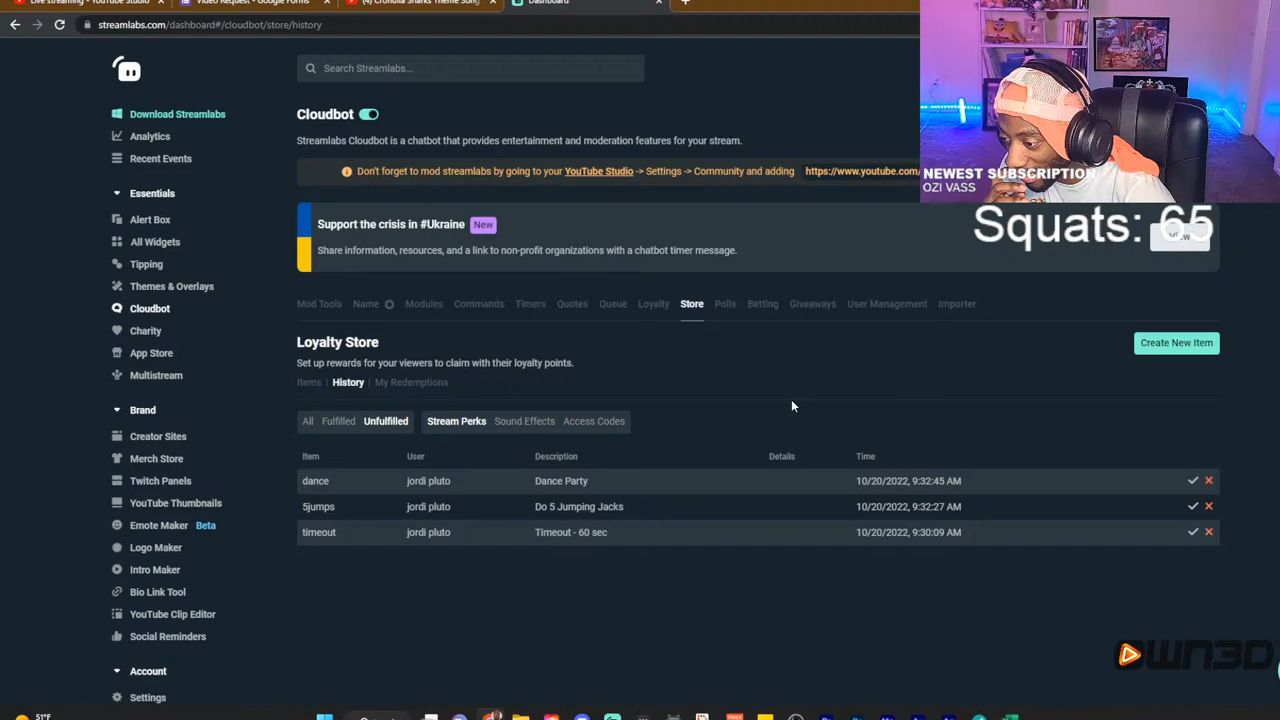 Live streaming - YouTube Studio
Video Request - Google Forms
(4) Cronulla Sharks Theme Song
Dashboard
streamlabs.com/dashboard#/cloudbot/store/history
Search Streamlabs...
Download Streamlabs
Analytics
Recent Events
Essentials
Alert Box
All Widgets
Tipping
Themes & Overlays
Cloudbot
Charity
App Store
Multistream
Brand
Creator Sites
Merch Store
Twitch Panels
YouTube Thumbnails
Emote Maker Beta
Logo Maker
Intro Maker
Bio Link Tool
YouTube Clip Editor
Social Reminders
Account
Settings
Cloudbot
Streamlabs Cloudbot is a chatbot that provides entertainment and moderation features for your stream.
Don't forget to mod streamlabs by going to your YouTube Studio -> Settings -> Community and adding https://www.youtube.com/
Support the crisis in #Ukraine New
Share information, resources, and a link to non-profit organizations with a chatbot timer message.
View
NEWEST SUBSCRIPTION
OZI VASS
Squats: 65
Mod Tools Name Modules Commands Timers Quotes Queue Loyalty Store Polls Betting Giveaways User Management Importer
Loyalty Store
Create New Item
Set up rewards for your viewers to claim with their loyalty points.
Items | History | My Redemptions
All Fulfilled Unfulfilled Stream Perks Sound Effects Access Codes
Item User Description Details Time
dance jordi pluto Dance Party 10/20/2022, 9:32:45 AM
5jumps jordi pluto Do 5 Jumping Jacks 10/20/2022, 9:32:27 AM
timeout jordi pluto Timeout - 60 sec 10/20/2022, 9:30:09 AM
OWN3D
51°F